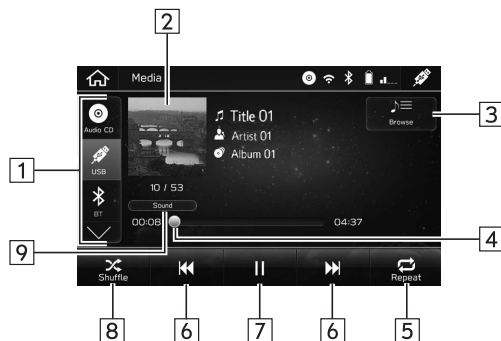 2
Media
Title 01
Artist 01
Album 01
Browse
3
Audio CD
1
USB
10 / 53
BT
Sound
00:08
04:37
4
9
Shuffle
Repeat
8
6
7
6
5